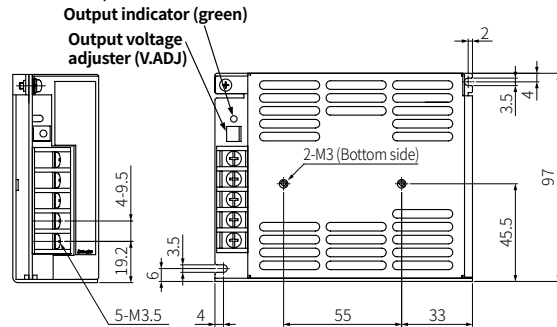 Output indicator (green)
Output voltage
adjuster (V.ADJ)
2
3.5
4
2-M3 (Bottom side)
97
4-9.5
45.5
19.2
3.5
6
5-M3.5
4
55
33